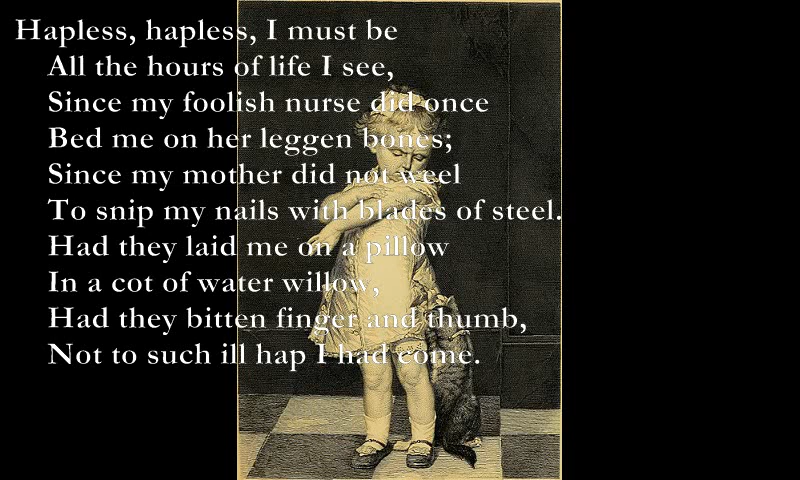 Hapless, hapless, I must be
All the hours of life I see,
Since my foolish nurse did once
Bed me on her leggen bones;
Since my mother did not weel
To snip my nails with blades of steel.
Had they laid me on a pillow
In a cot of water willow,
Had they bitten finger and thumb,
Not to such ill hap I had come.